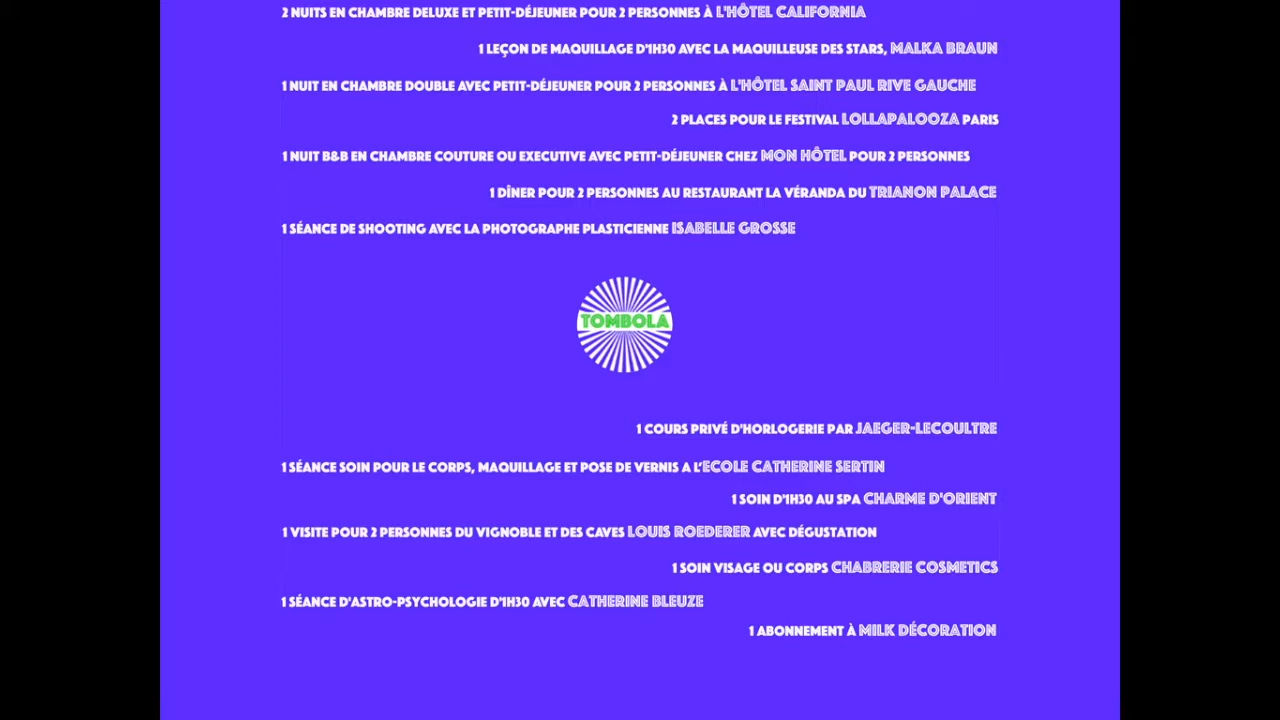 2 NUITS EN CHAMBRE DELUXE ET PETIT-DÉJEUNER POUR 2 PERSONNES À L'HÔTEL CALIFORNIA
1 LEÇON DE MAQUILLAGE D'1H30 AVEC LA MAQUILLEUSE DES STARS, MALKA BRAUN
1 NUIT EN CHAMBRE DOUBLE AVEC PETIT-DÉJEUNER POUR 2 PERSONNES À L'HÔTEL SAINT PAUL RIVE GAUCHE
2 PLACES POUR LE FESTIVAL LOLLAPALOOZA PARIS
1 NUIT B&B EN CHAMBRE COUTURE OU EXECUTIVE AVEC PETIT-DÉJEUNER CHEZ MON HÔTEL POUR 2 PERSONNES
1 DÎNER POUR 2 PERSONNES AU RESTAURANT LA VÉRANDA DU TRIANON PALACE
1 SÉANCE DE SHOOTING AVEC LA PHOTOGRAPHE PLASTICIENNE ISABELLE GROSSE
TOMBOLA
1 COURS PRIVÉ D'HORLOGERIE PAR JAEGER-LECOULTRE
1 SÉANCE SOIN POUR LE CORPS, MAQUILLAGE ET POSE DE VERNIS A L'ECOLE CATHERINE SERTIN
1 SOIN D'1H30 AU SPA CHARME D'ORIENT
1 VISITE POUR 2 PERSONNES DU VIGNOBLE ET DES CAVES LOUIS ROEDERER AVEC DÉGUSTATION
1 SOIN VISAGE OU CORPS CHABRERIE COSMETICS
1 SÉANCE D'ASTRO-PSYCHOLOGIE D'1H30 AVEC CATHERINE BLEUZE
1 ABONNEMENT À MILK DÉCORATION